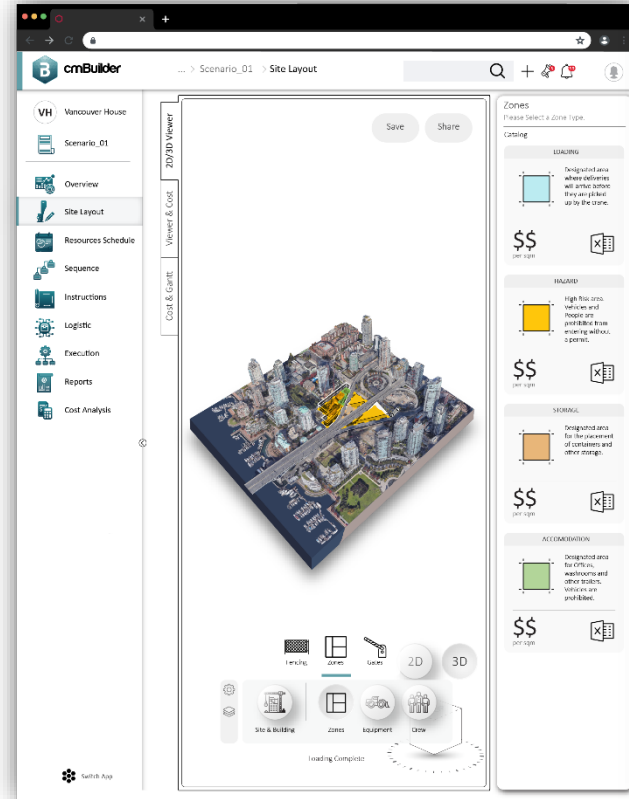 cmBuilder
... > Scenario_01 > Site Layout
VH Vancouver House
Scenario_01
Overview
Site Layout
Resources Schedule
Sequence
Instructions
Logistic
Execution
Reports
Cost Analysis
Switch App
2D/3D Viewer
Viewer & Cost
Cost & Gantt
Save
Share
Fencing
Zones
Gates
2D
3D
Site & Building
Zones
Equipment
Crew
Loading Complete
Zones
Please Select a Zone Type.
Catalog
LOADING
Designated area
where deliveries
will arrive before
they are picked
up by the crane.
$$
per sqm
HAZARD
High Risk area.
Vehicles and
People are
prohibited from
entering without
a permit.
$$
per sqm
STORAGE
Designated area
for the placement
of containers and
other storage.
$$
per sqm
ACCOMODATION
Designated area
for Offices,
washrooms and
other trailers.
Vehicles are
prohibited.
$$
per sqm